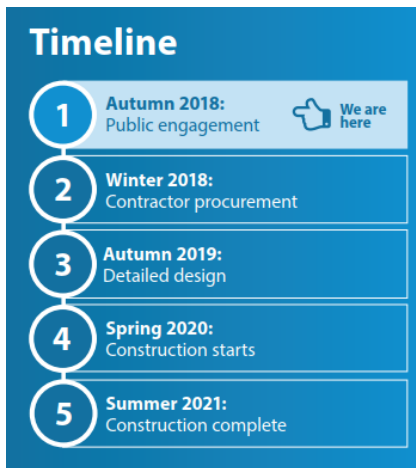 Timeline
1
Autumn 2018:
Public engagement
We are
here
2
Winter 2018:
Contractor procurement
3
Autumn 2019:
Detailed design
4
Spring 2020:
Construction starts
5
Summer 2021:
Construction complete